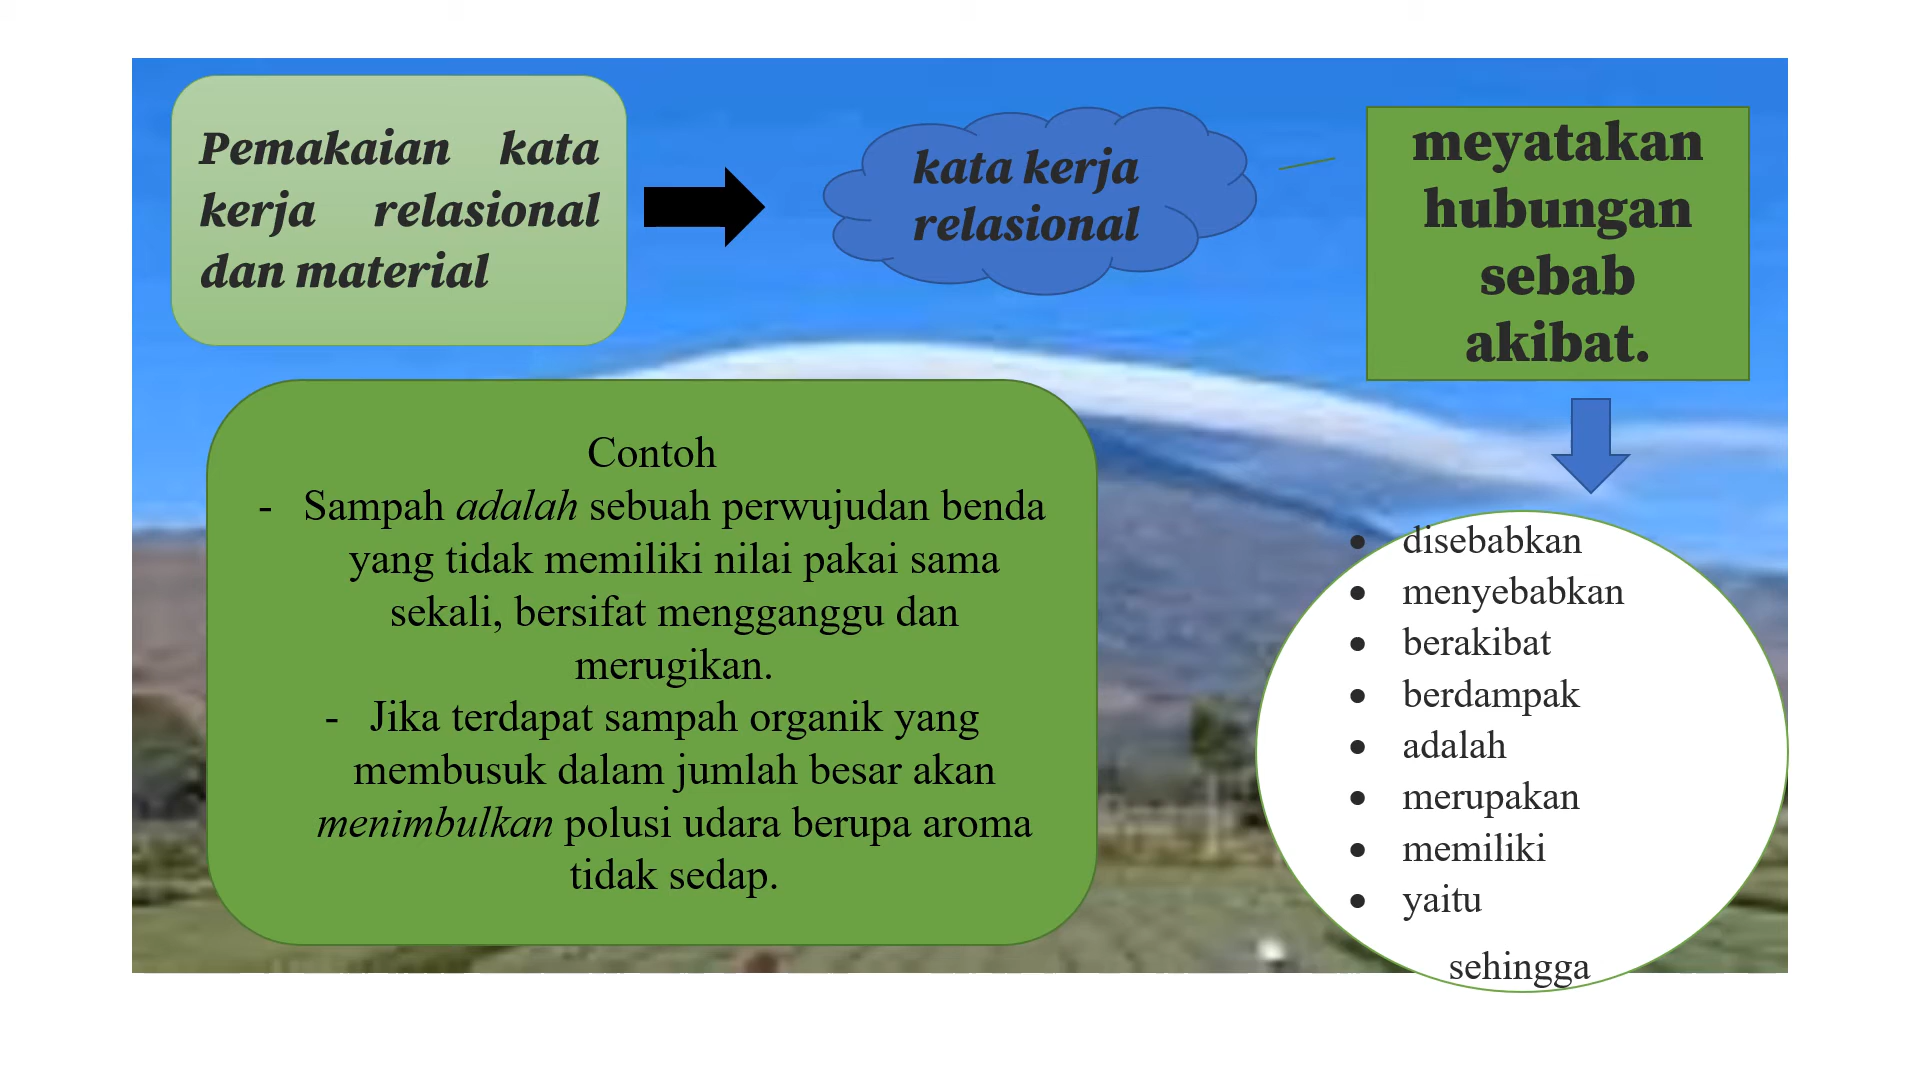 Pemakaian kata
kerja relasional
dan material
kata kerja
relasional
meyatakan
hubungan
sebab
akibat.
Contoh
- Sampah adalah sebuah perwujudan benda
yang tidak memiliki nilai pakai sama
sekali, bersifat mengganggu dan
merugikan.
- Jika terdapat sampah organik yang
membusuk dalam jumlah besar akan
menimbulkan polusi udara berupa aroma
tidak sedap.
• disebabkan
• menyebabkan
• berakibat
• berdampak
• adalah
• merupakan
• memiliki
• yaitu
sehingga